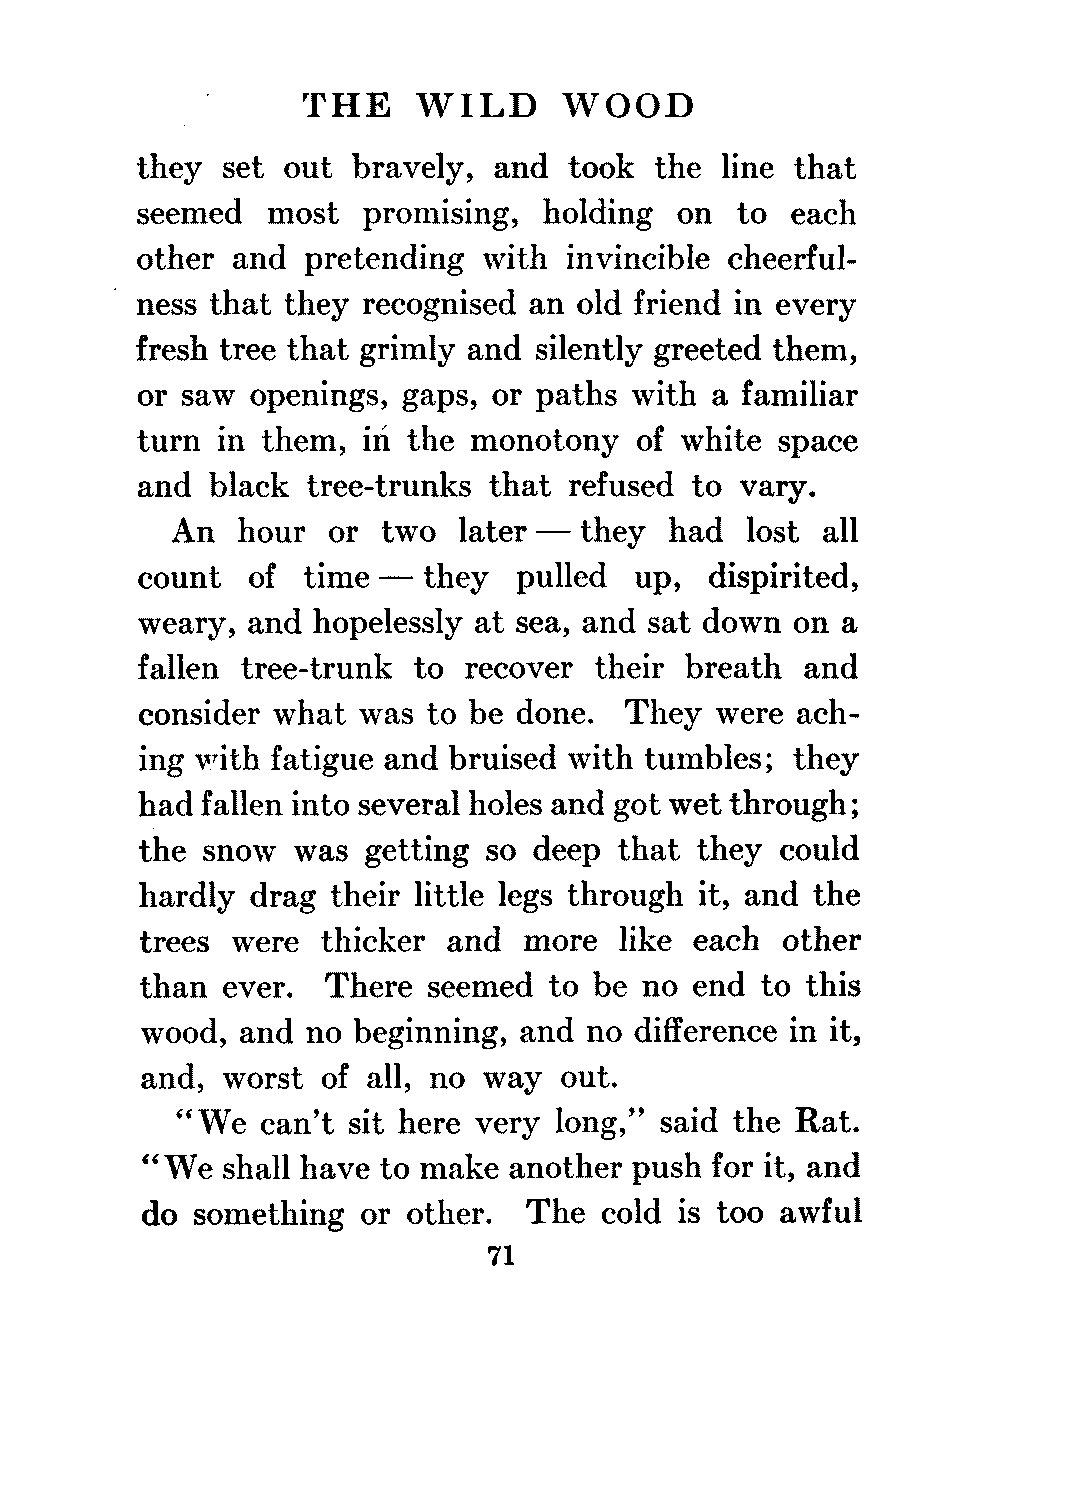 THE WILD WOOD
they set out bravely, and took the line that
seemed most promising, holding on to each
other and pretending with invincible cheerful-
ness that they recognised an old friend in every
fresh tree that grimly and silently greeted them,
or saw openings, gaps, or paths with a familiar
turn in them, in the monotony of white space
and black tree-trunks that refused to vary.
An hour or two later — they had lost all
count of time — they pulled up, dispirited,
weary, and hopelessly at sea, and sat down on a
fallen tree-trunk to recover their breath and
consider what was to be done. They were ach-
ing with fatigue and bruised with tumbles; they
had fallen into several holes and got wet through;
the snow was getting so deep that they could
hardly drag their little legs through it, and the
trees were thicker and more like each other
than ever. There seemed to be no end to this
wood, and no beginning, and no difference in it,
and, worst of all, no way out.
“We can't sit here very long,” said the Rat.
“We shall have to make another push for it, and
do something or other. The cold is too awful
71